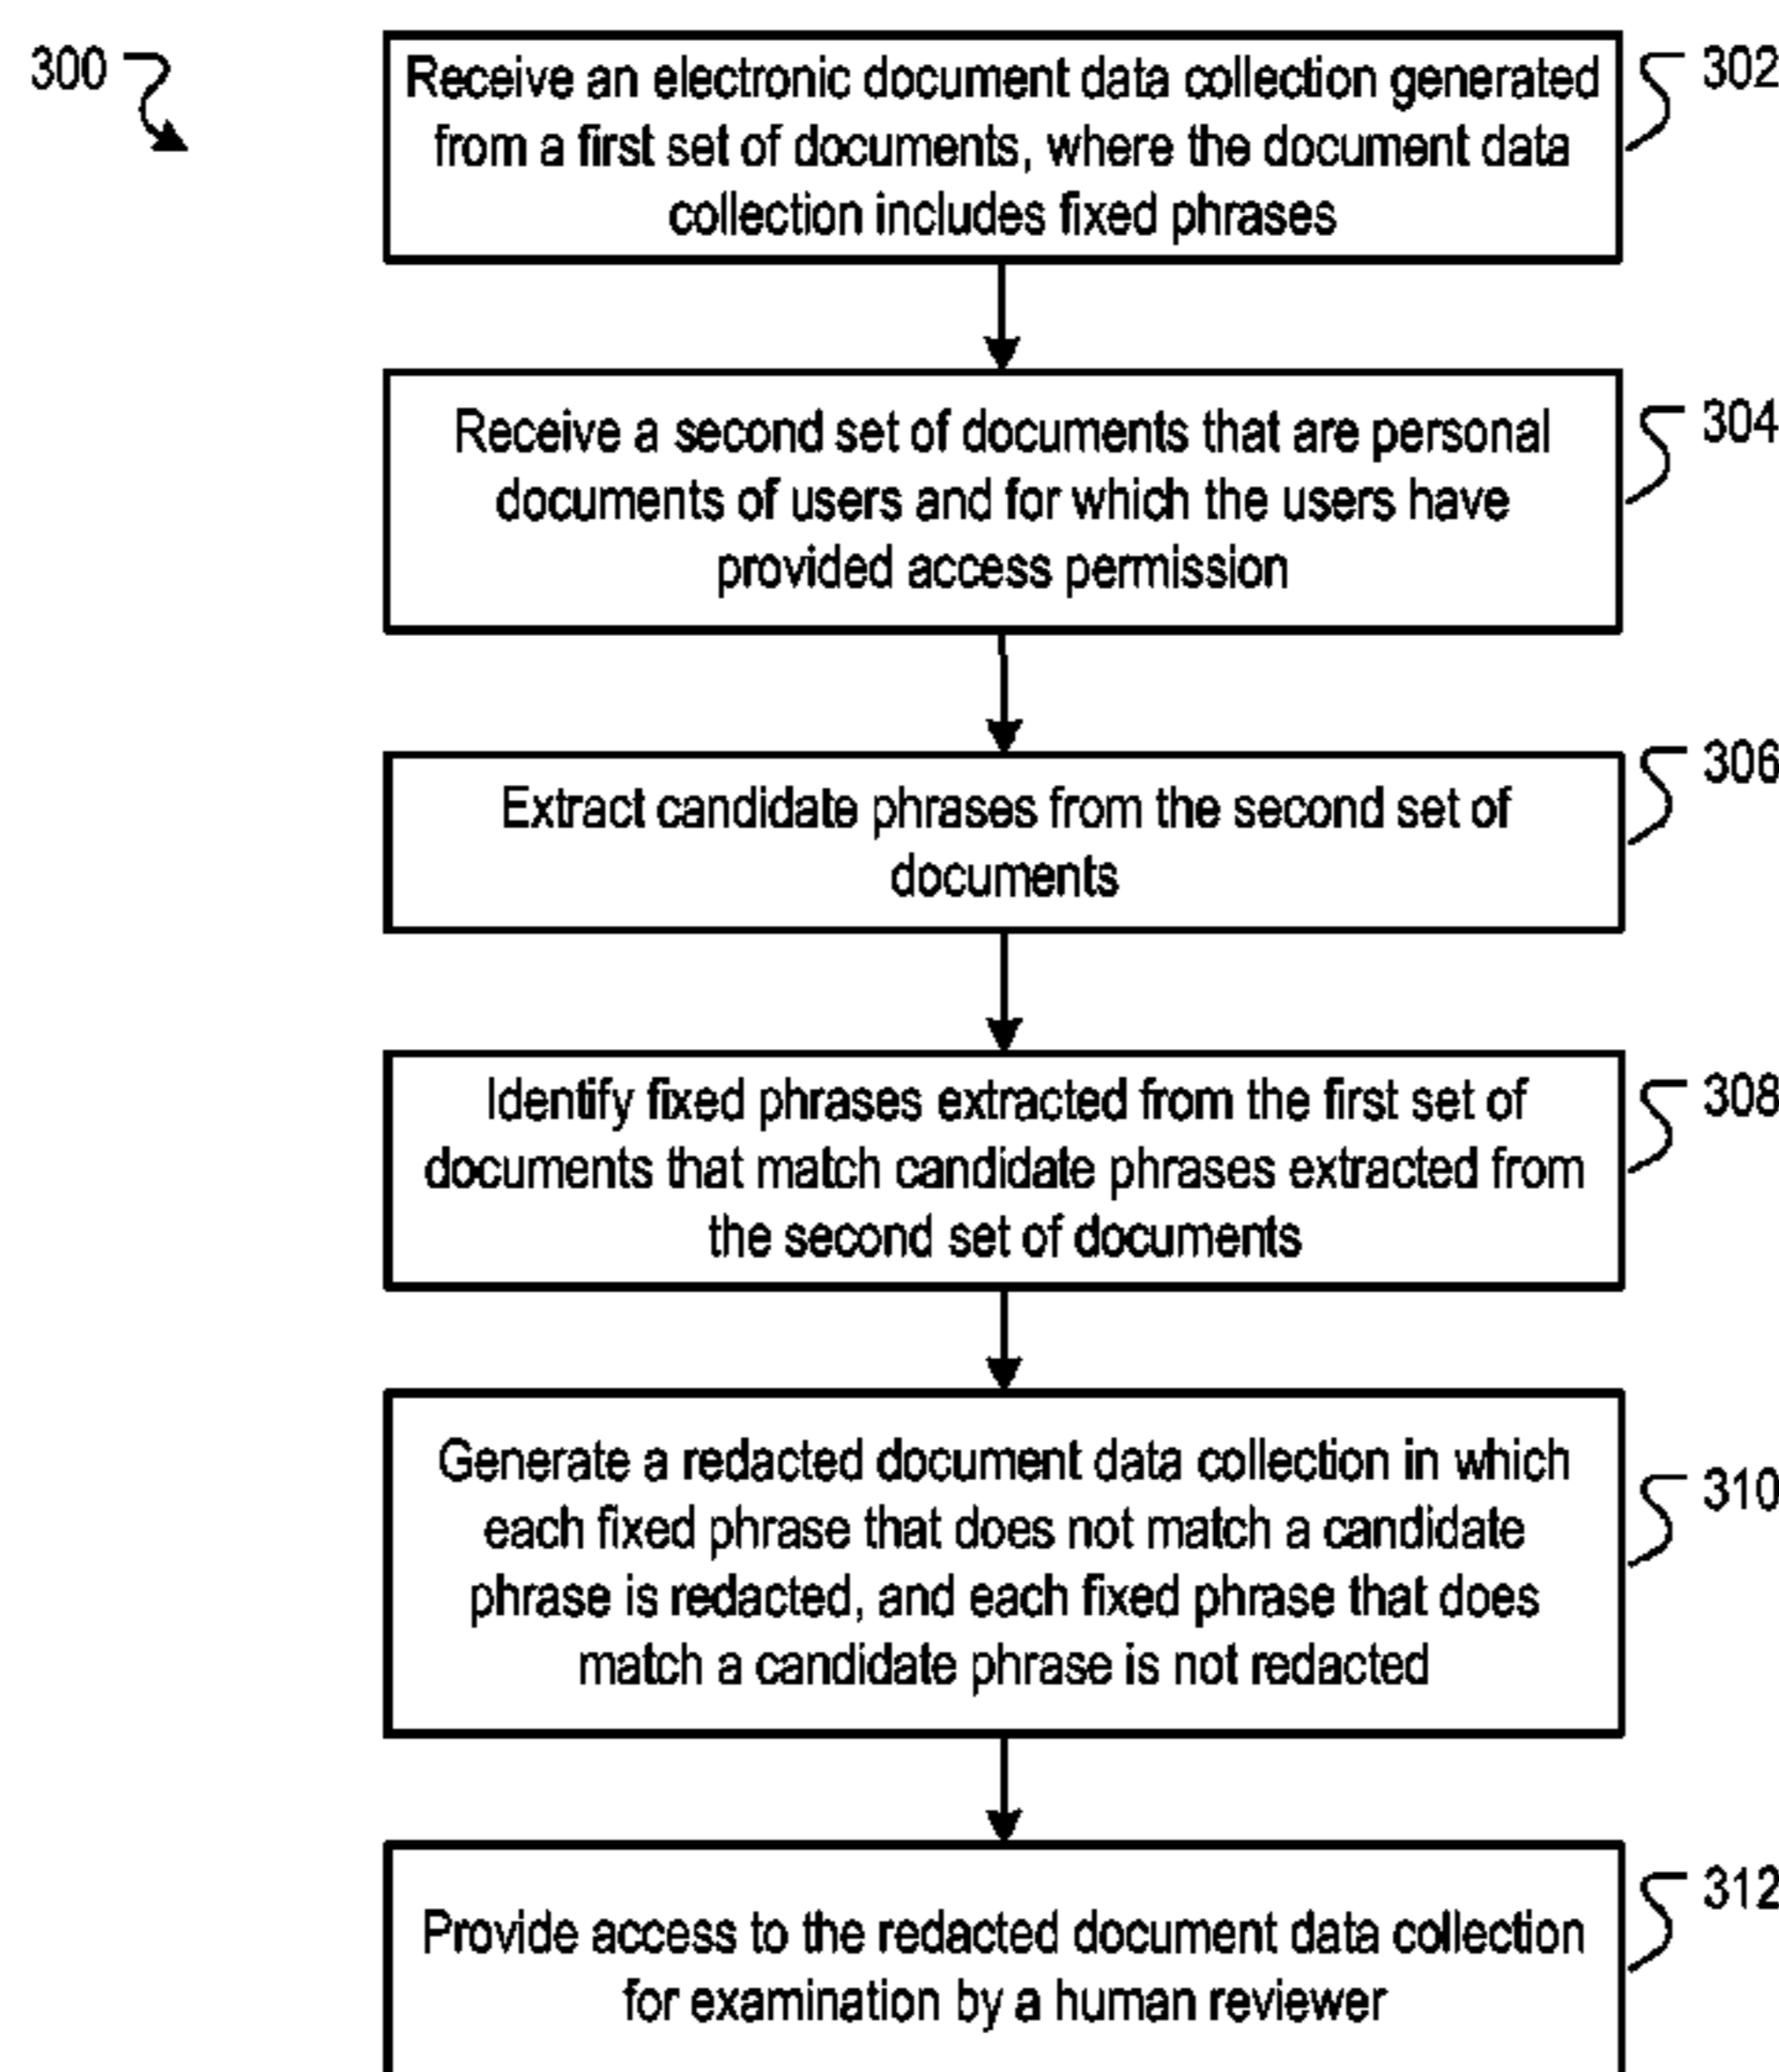 300
Receive an electronic document data collection generated
from a first set of documents, where the document data
collection includes fixed phrases
302
Receive a second set of documents that are personal
documents of users and for which the users have
provided access permission
304
Extract candidate phrases from the second set of
documents
306
Identify fixed phrases extracted from the first set of
documents that match candidate phrases extracted from
the second set of documents
308
Generate a redacted document data collection in which
each fixed phrase that does not match a candidate
phrase is redacted, and each fixed phrase that does
match a candidate phrase is not redacted
310
Provide access to the redacted document data collection
for examination by a human reviewer
312